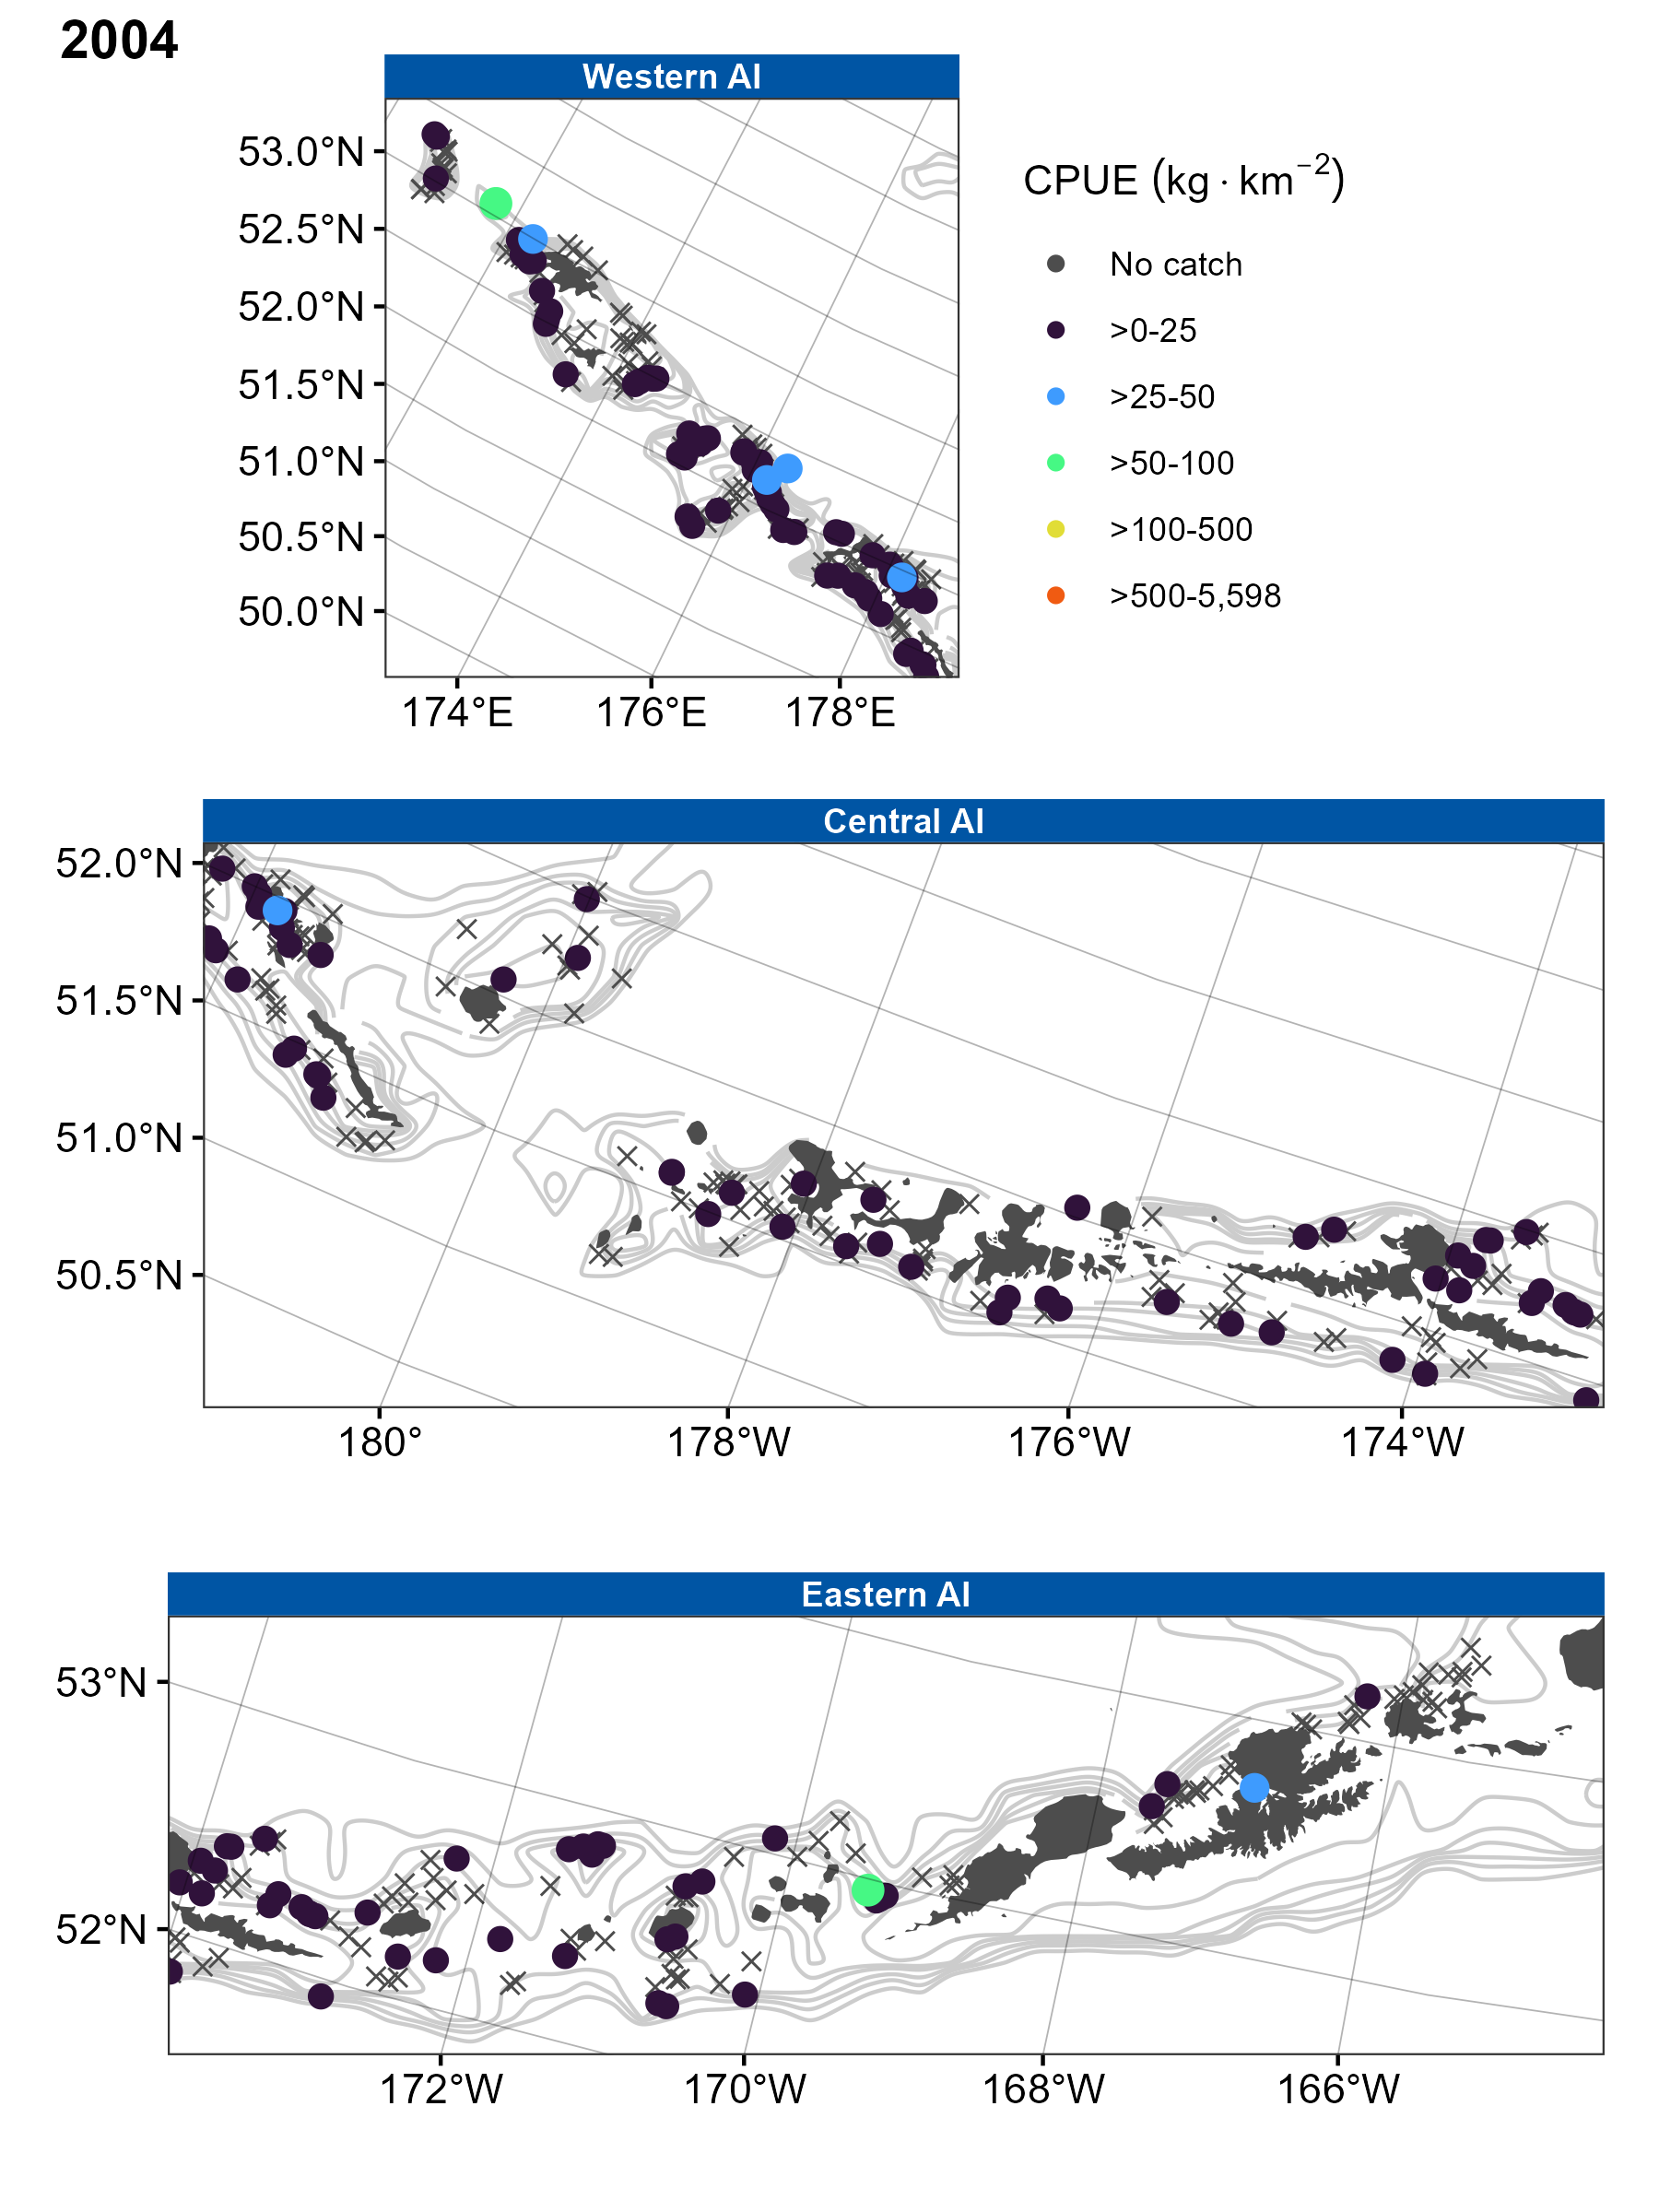 2004
Western AI
53.0°N
52.5°N
52.0°N
51.5°N
51.0°N
50.5°N
50.0°N
174°E 176°E 178°E
CPUE (kg · km⁻²)
No catch
>0-25
>25-50
>50-100
>100-500
>500-5,598
Central AI
52.0°N
51.5°N
51.0°N
50.5°N
180° 178°W 176°W 174°W
Eastern AI
53°N
52°N
172°W 170°W 168°W 166°W